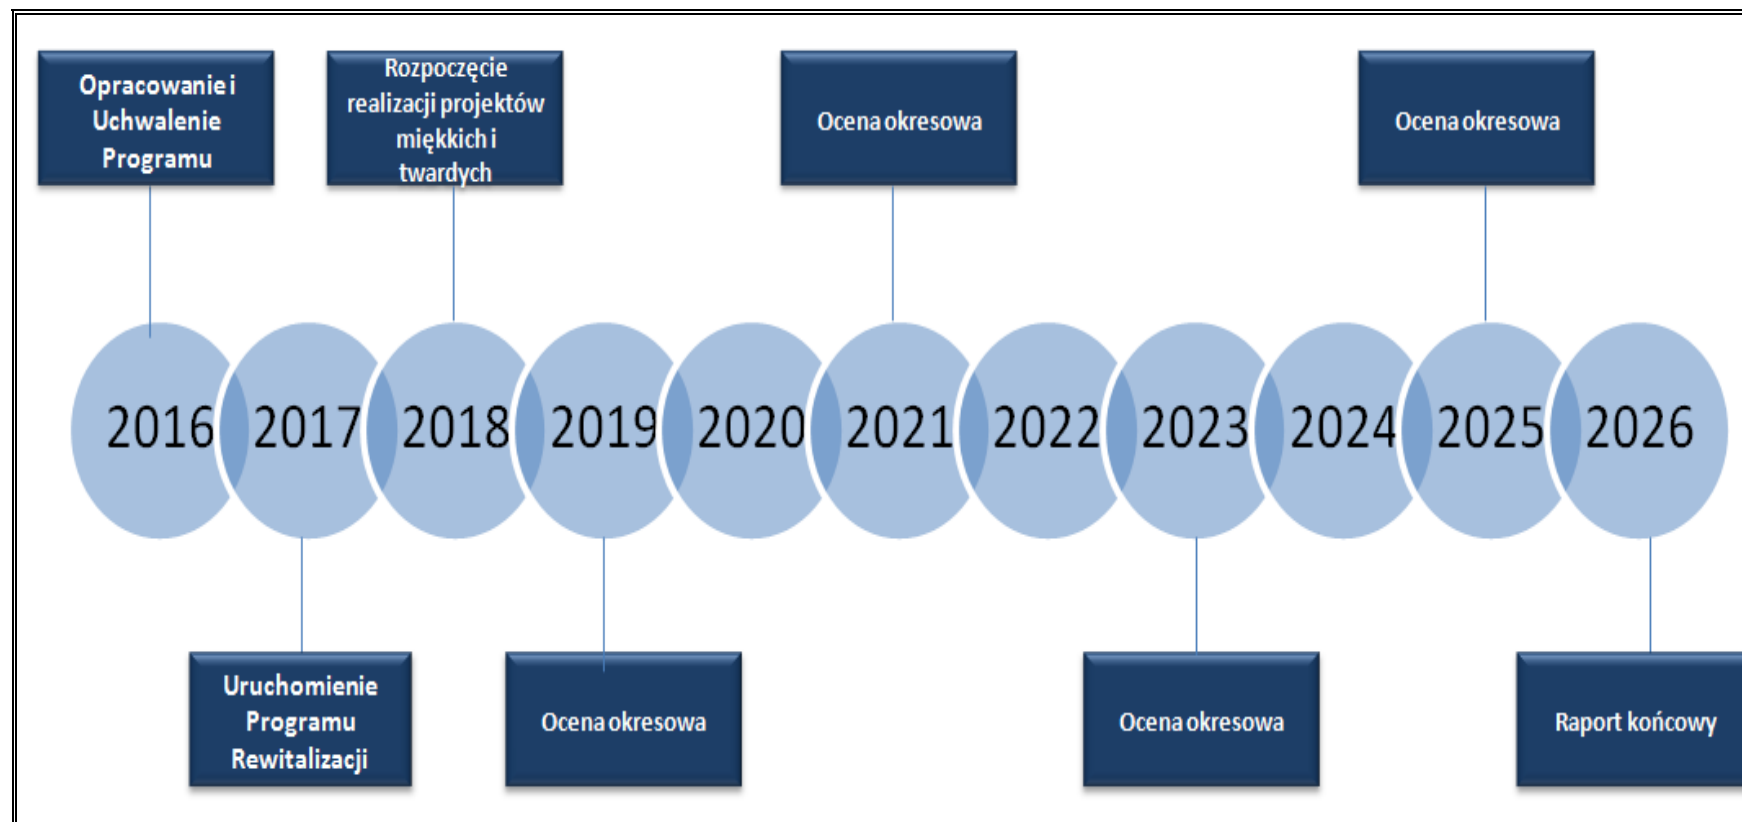 Opracowanie i
Uchwalenie
Programu
Rozpoczęcie
realizacji projektów
miękkich i
twardych
Ocena okresowa
Ocena okresowa
2016 2017 2018 2019 2020 2021 2022 2023 2024 2025 2026
Uruchomienie
Programu
Rewitalizacji
Ocena okresowa
Ocena okresowa
Raport końcowy